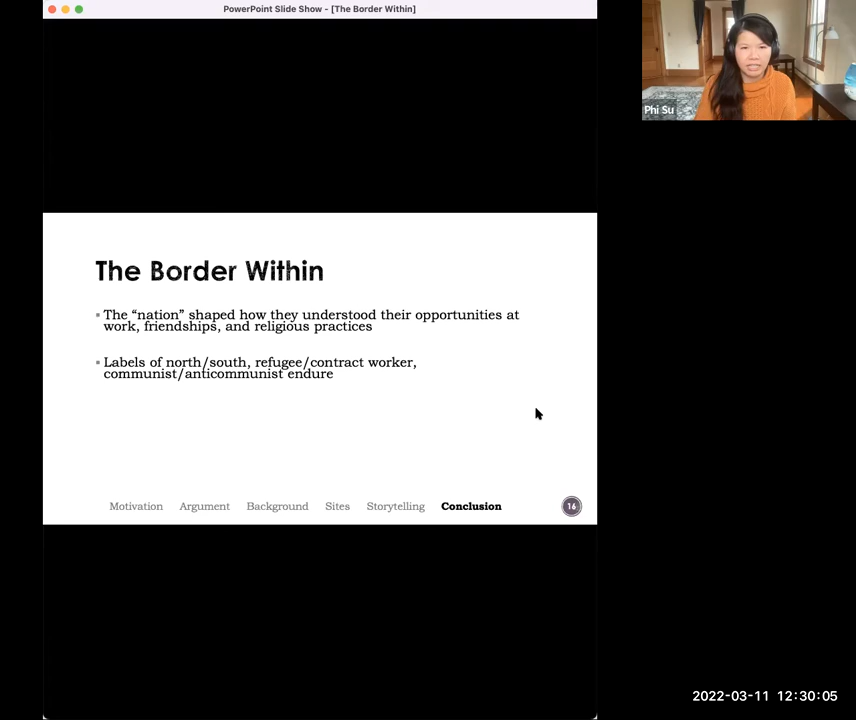 PowerPoint Slide Show - [The Border Within]
Phi Su
The Border Within
The “nation” shaped how they understood their opportunities at
work, friendships, and religious practices
Labels of north/south, refugee/contract worker,
communist/anticommunist endure
Motivation Argument Background Sites Storytelling Conclusion 16
2022-03-11 12:30:05